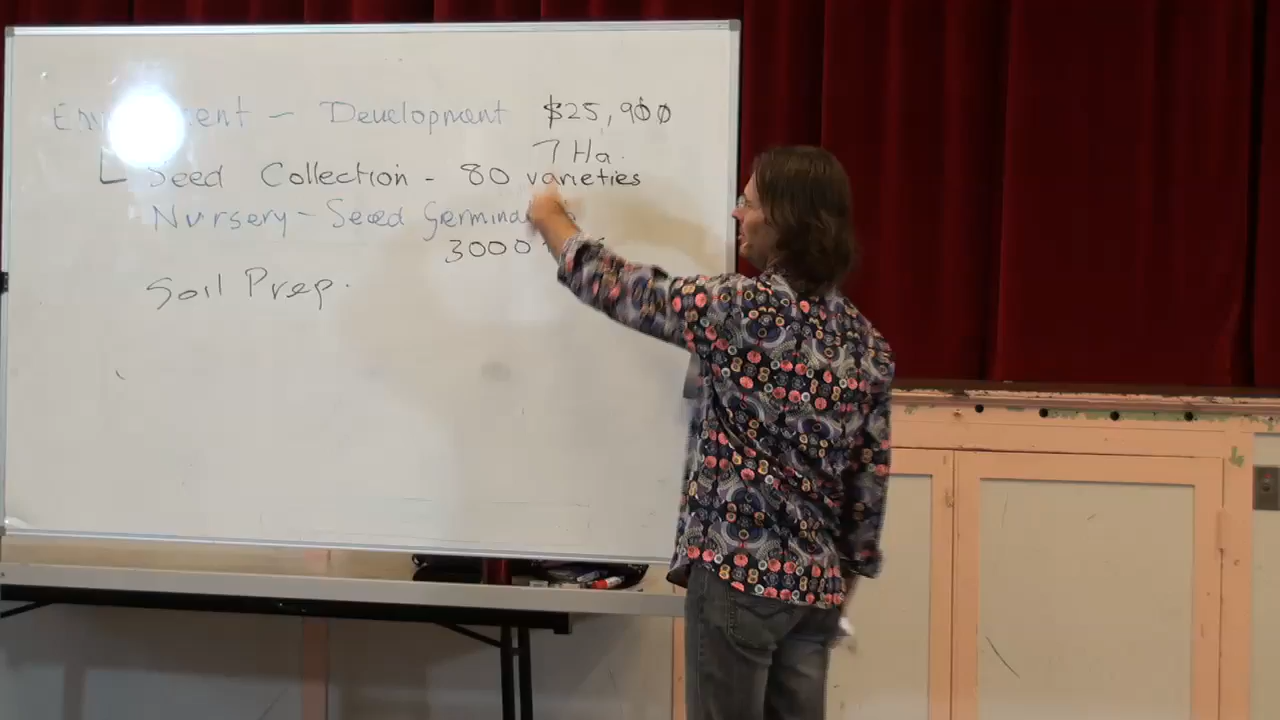 Development $25,900
7 Ha.
Seed Collection - 80 varieties
Nursery - Seed
3000
Soil Prep.